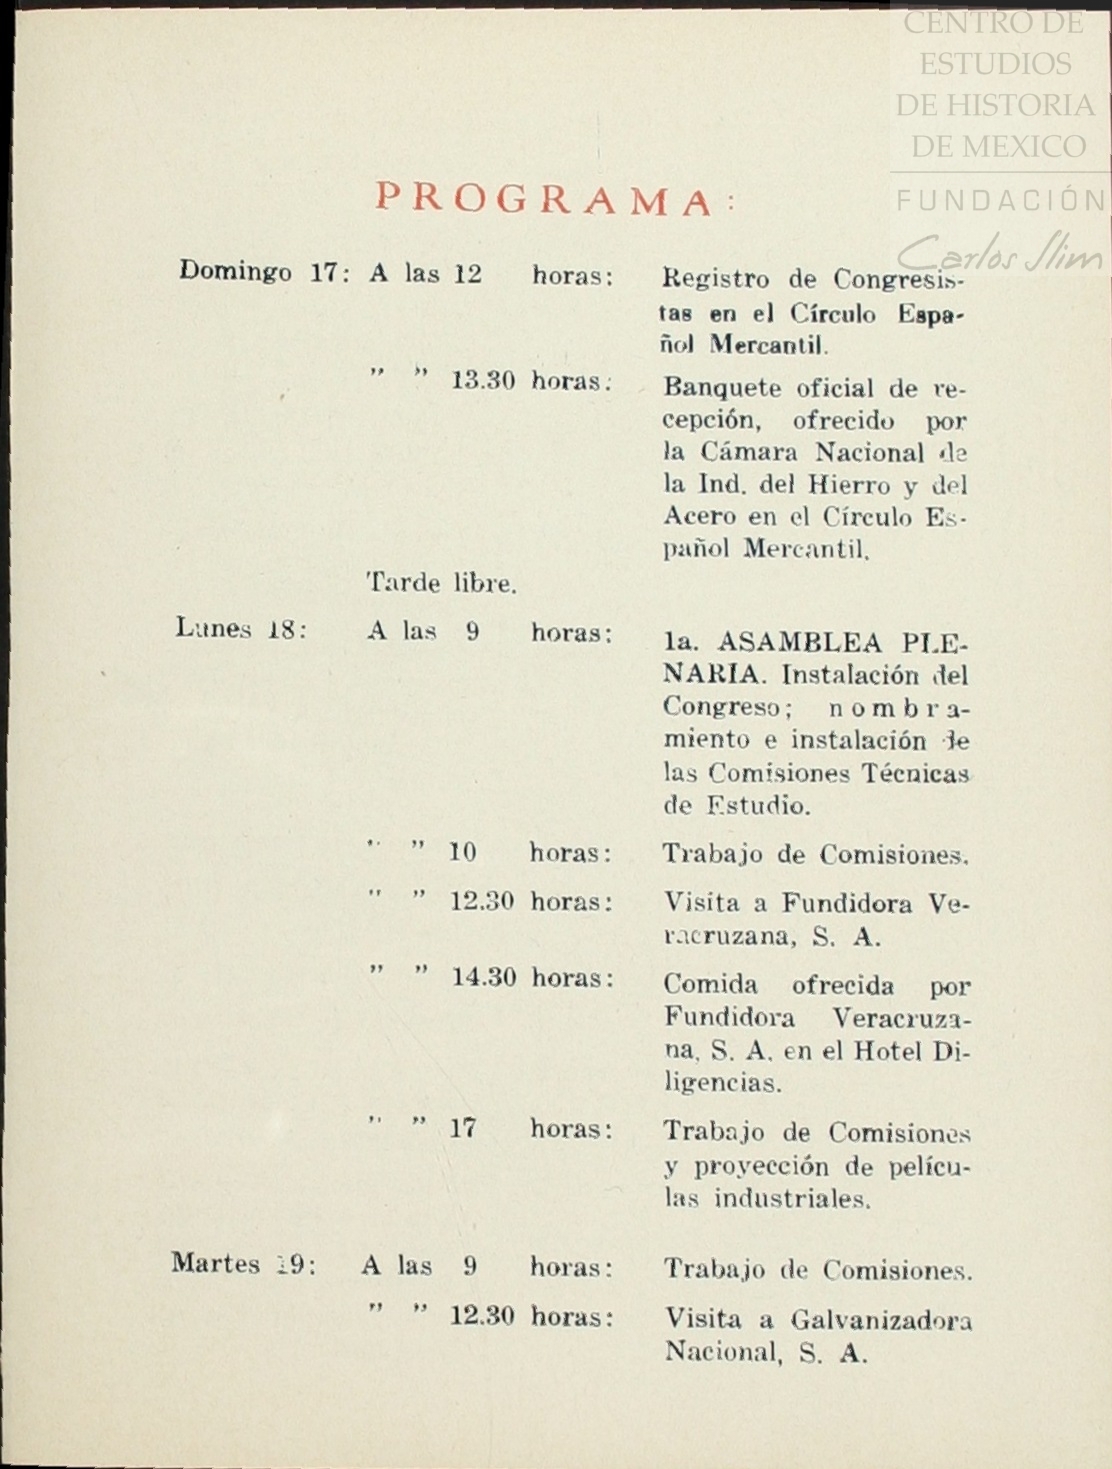 CENTRO DE
ESTUDIOS
DE HISTORIA
DE MEXICO
FUNDACIÓN
Carlos Slim
PROGRAMA:
Domingo 17: A las 12 horas: Registro de Congresis-
tas en el Círculo Espa-
ñol Mercantil.
" " 13.30 horas: Banquete oficial de re-
cepción, ofrecido por
la Cámara Nacional de
la Ind. del Hierro y del
Acero en el Círculo Es-
pañol Mercantil.
Tarde libre.
Lunes 18: A las 9 horas: 1a. ASAMBLEA PLE-
NARIA. Instalación del
Congreso; nombra-
miento e instalación de
las Comisiones Técnicas
de Estudio.
" " 10 horas: Trabajo de Comisiones.
" " 12.30 horas: Visita a Fundidora Ve-
racruzana, S. A.
" " 14.30 horas: Comida ofrecida por
Fundidora Veracruza-
na, S. A. en el Hotel Di-
ligencias.
" " 17 horas: Trabajo de Comisiones
y proyección de pelícu-
las industriales.
Martes 19: A las 9 horas: Trabajo de Comisiones.
" " 12.30 horas: Visita a Galvanizadora
Nacional, S. A.